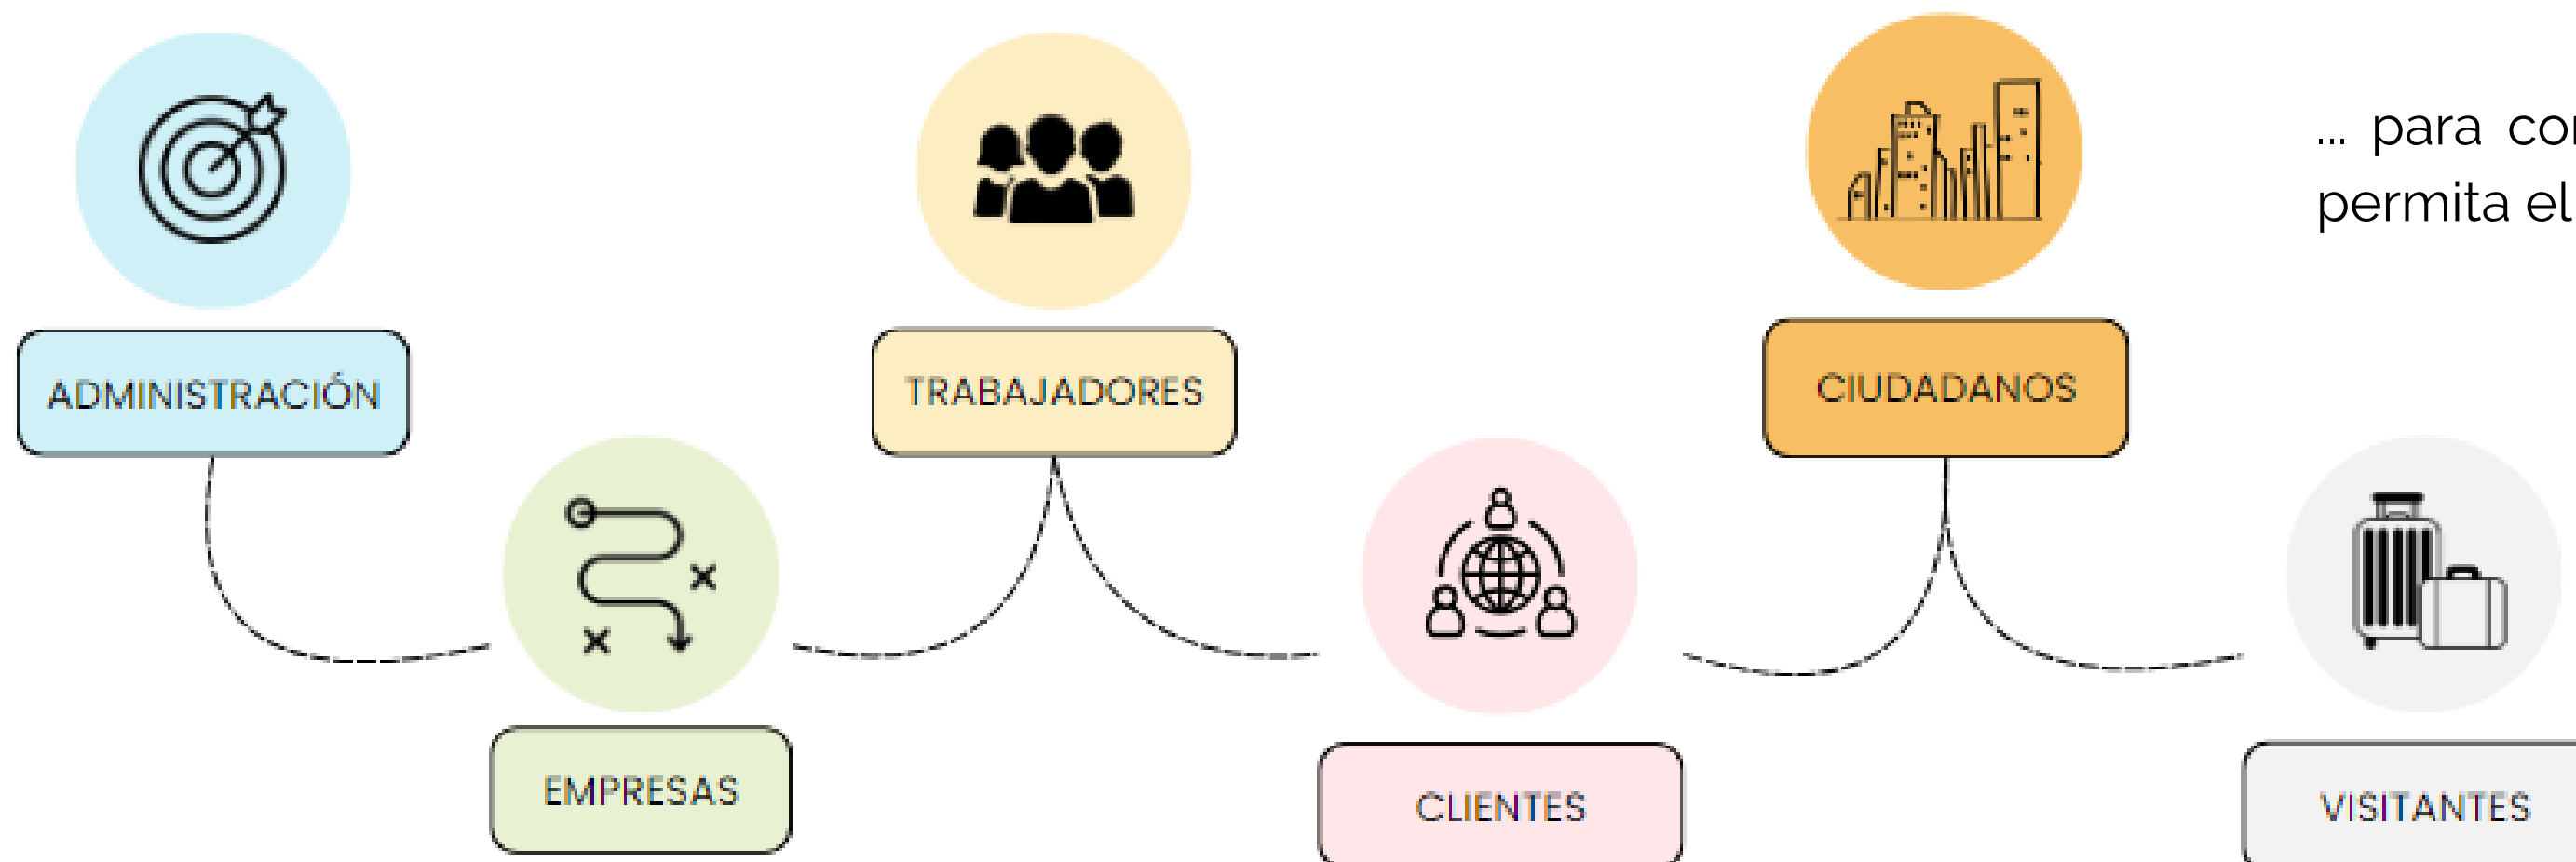 ADMINISTRACIÓN
TRABAJADORES
CIUDADANOS
... para
permita el
EMPRESAS
CLIENTES
VISITANTES